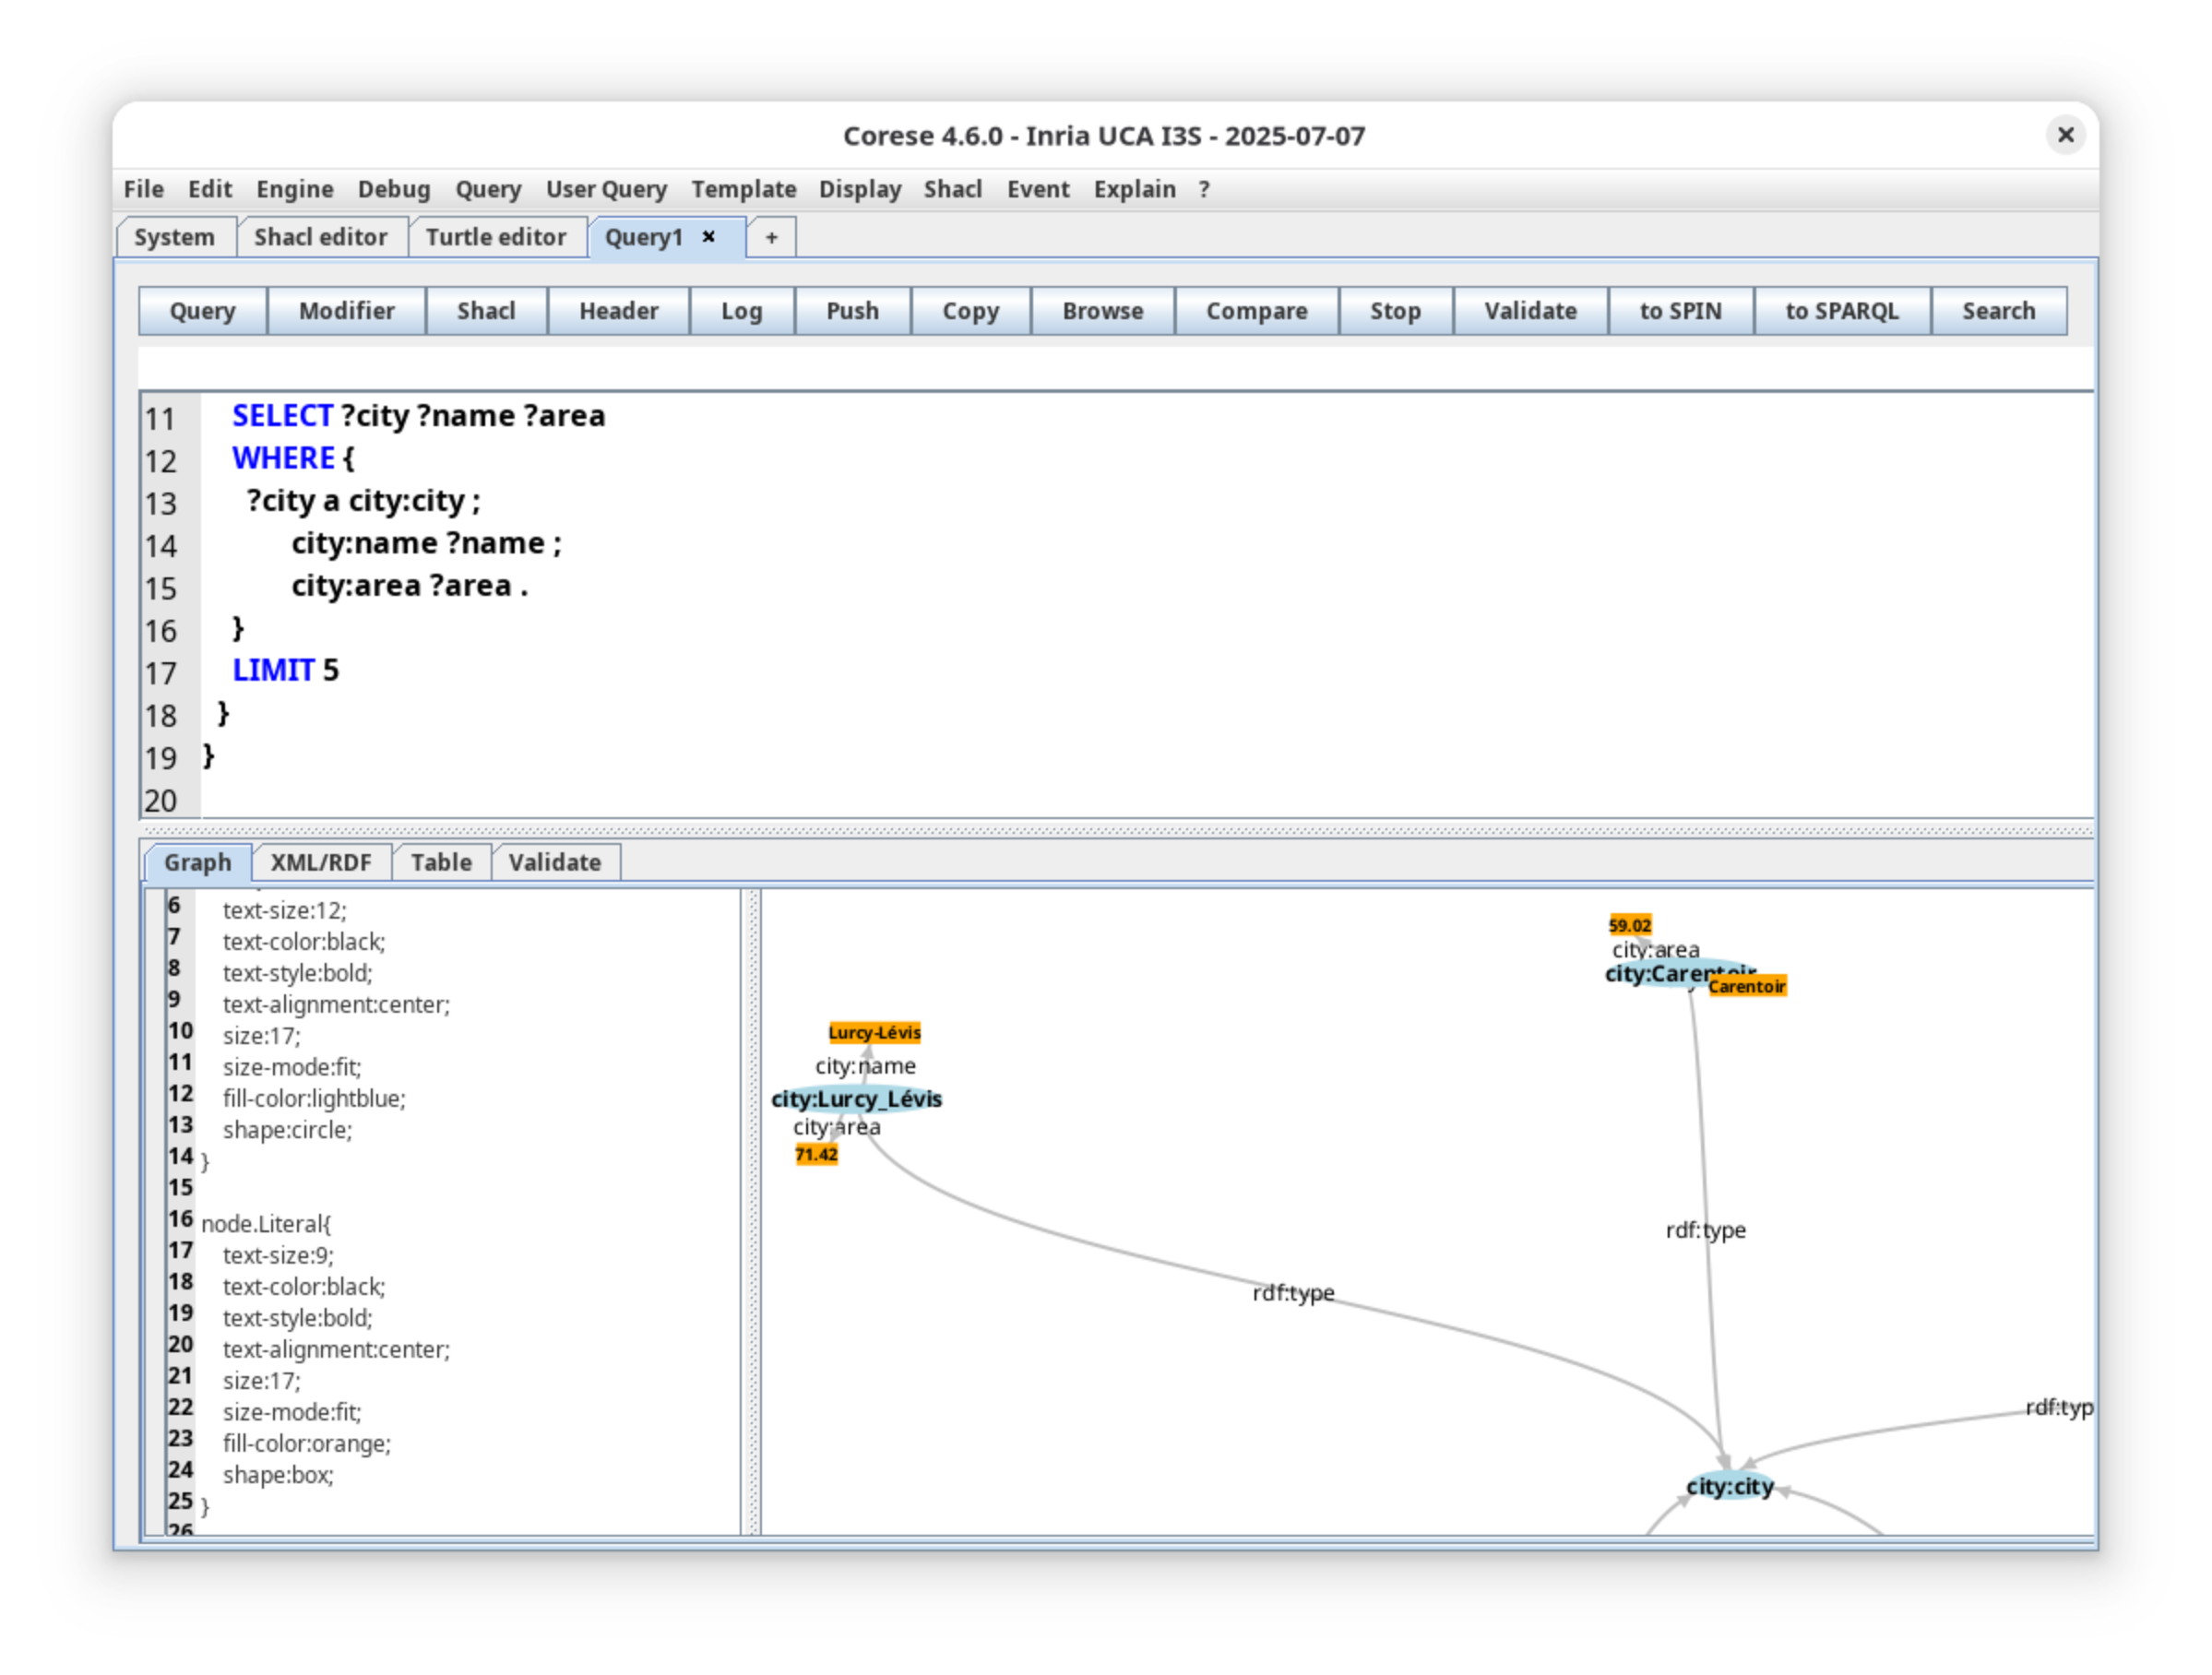 Corese 4.6.0 - Inria UCA I3S - 2025-07-07
File Edit Engine Debug Query User Query Template Display Shacl Event Explain ?
System Shacl editor Turtle editor Query1 +
Query Modifier Shacl Header Log Push Copy Browse Compare Stop Validate to SPIN to SPARQL Search
11 SELECT ?city ?name ?area
12 WHERE {
13 ?city a city:city ;
14 city:name ?name ;
15 city:area ?area .
16 }
17 LIMIT 5
18 }
19 }
20
Graph XML/RDF Table Validate
6 text-size:12;
7 text-color:black;
8 text-style:bold;
9 text-alignment:center;
10 size:17;
11 size-mode:fit;
12 fill-color:lightblue;
13 shape:circle;
14 }
15
16 node.Literal{
17 text-size:9;
18 text-color:black;
19 text-style:bold;
20 text-alignment:center;
21 size:17;
22 size-mode:fit;
23 fill-color:orange;
24 shape:box;
25 }
26
59.02
city:area
city:Carentoir
Carentoir
Lurcy-Lévis
city:name
city:Lurcy_Lévis
city:area
71.42
rdf:type
rdf:type
rdf:typ
city:city